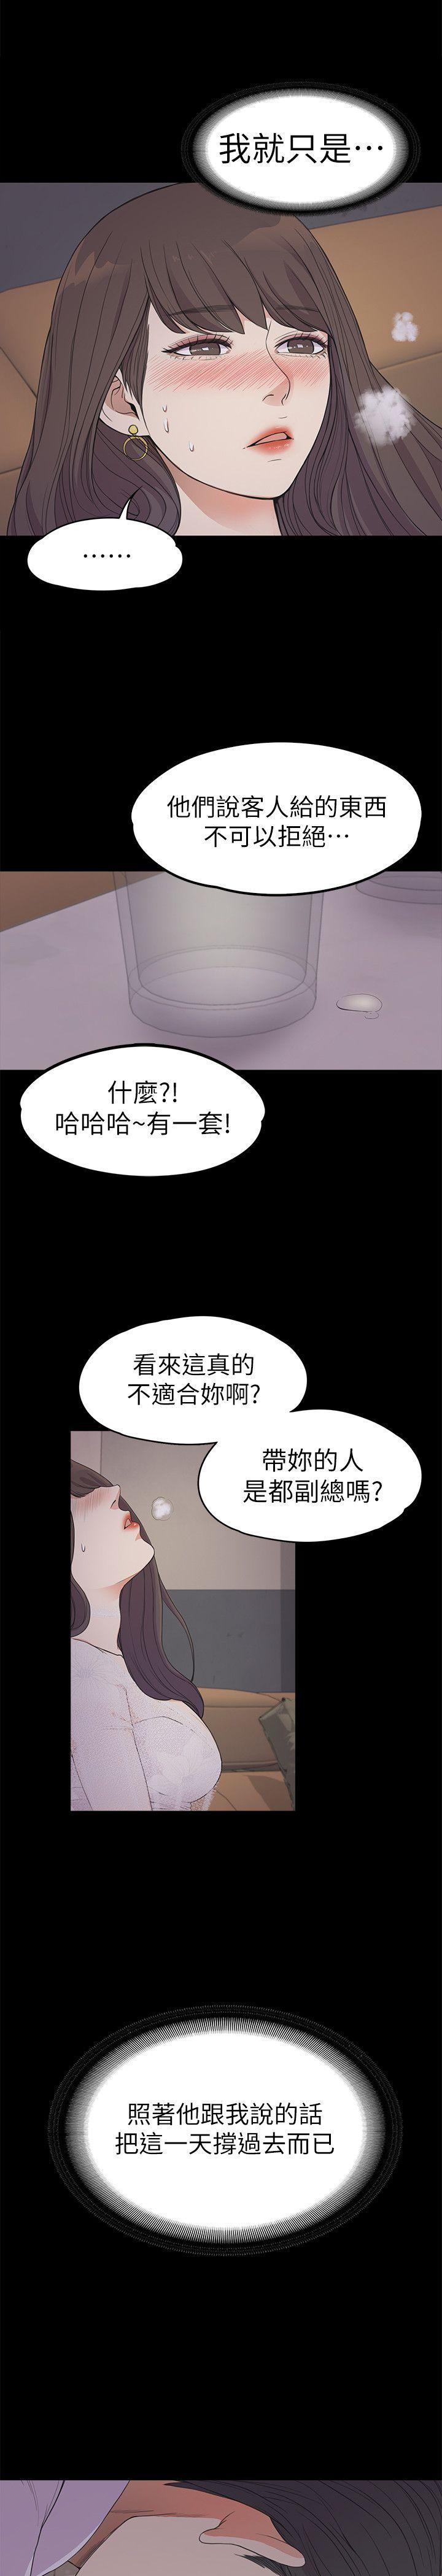 我就只是⋯
⋯⋯
他們說客人給的東西
不可以拒絕⋯
什麼?!
哈哈哈~有一套!
看來這真的
不適合妳啊?
帶妳的人
是都副總嗎?
照著他跟我說的話
把這一天撐過去而已